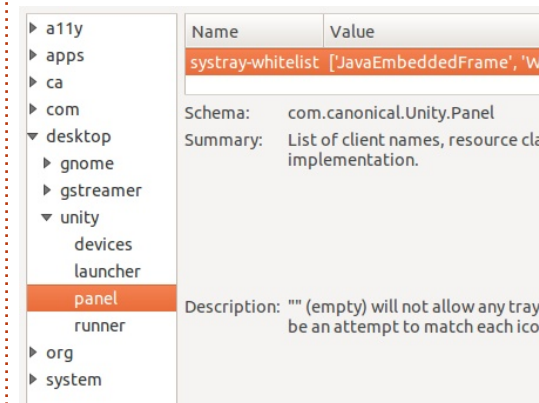 a11y
apps
ca
com
desktop
gnome
gstreamer
unity
devices
launcher
panel
runner
org
system
Name Value
systray-whitelist ['JavaEmbeddedFrame', 'W
Schema: com.canonical.Unity.Panel
Summary: List of client names, resource cla
implementation.
Description: "" (empty) will not allow any tray
be an attempt to match each ico